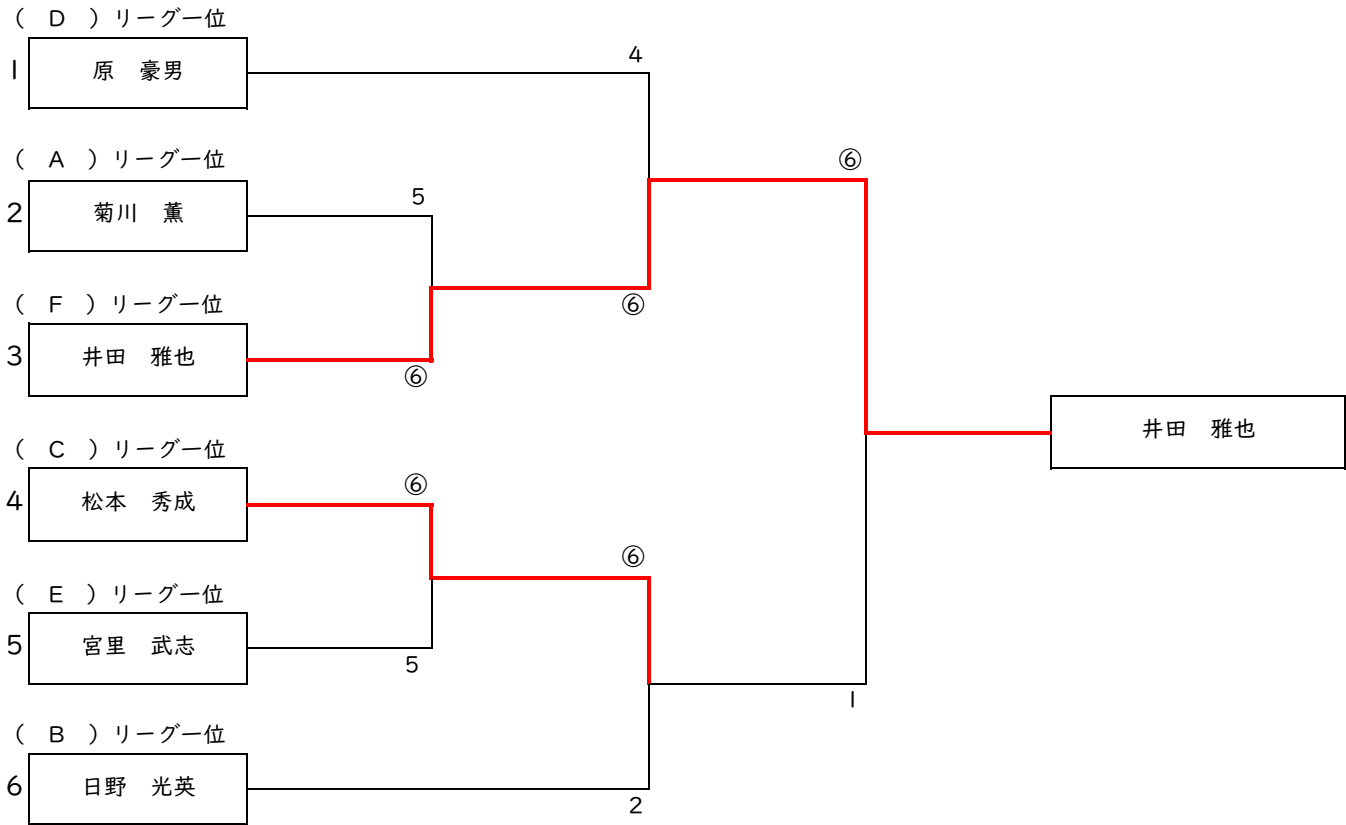 （　D　）リーグ一位
1 原　豪男
4
（　A　）リーグ一位
⑥
2 菊川　薫
5
（　F　）リーグ一位
⑥
3 井田　雅也
⑥
井田　雅也
（　C　）リーグ一位
4 松本　秀成
⑥
⑥
（　E　）リーグ一位
5 宮里　武志
5
1
（　B　）リーグ一位
6 日野　光英
2